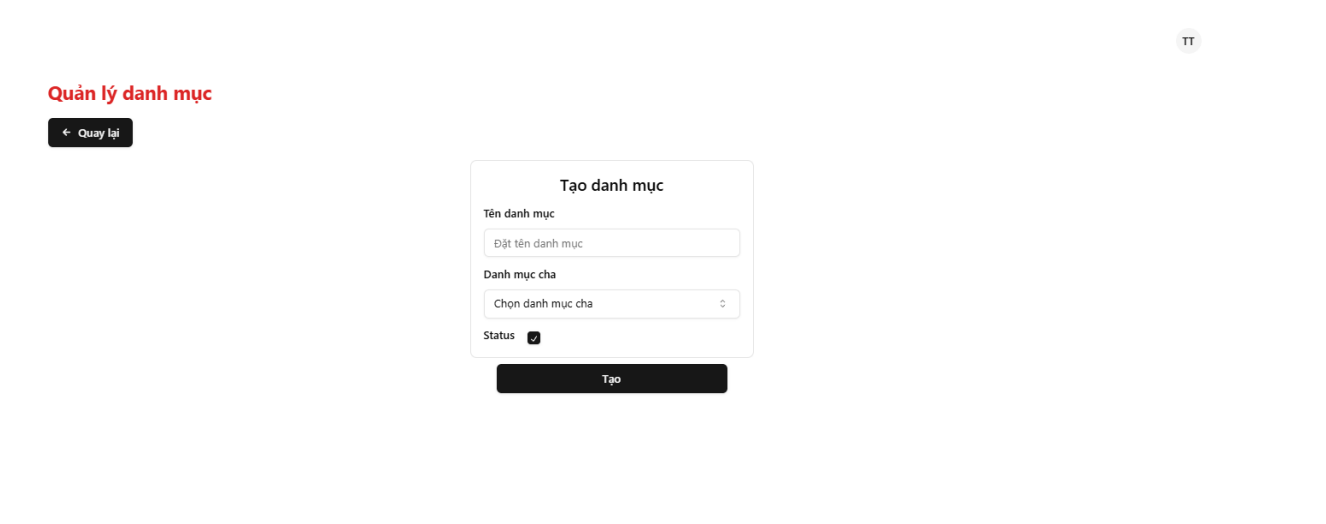 TT
Quản lý danh mục
← Quay lại
Tạo danh mục
Tên danh mục
Đặt tên danh mục
Danh mục cha
Chọn danh mục cha
Status
Tạo